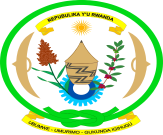 REPUBULIKA Y'U RWANDA
UBUMWE - UMURIMO - GUKUNDA IGIHUGU